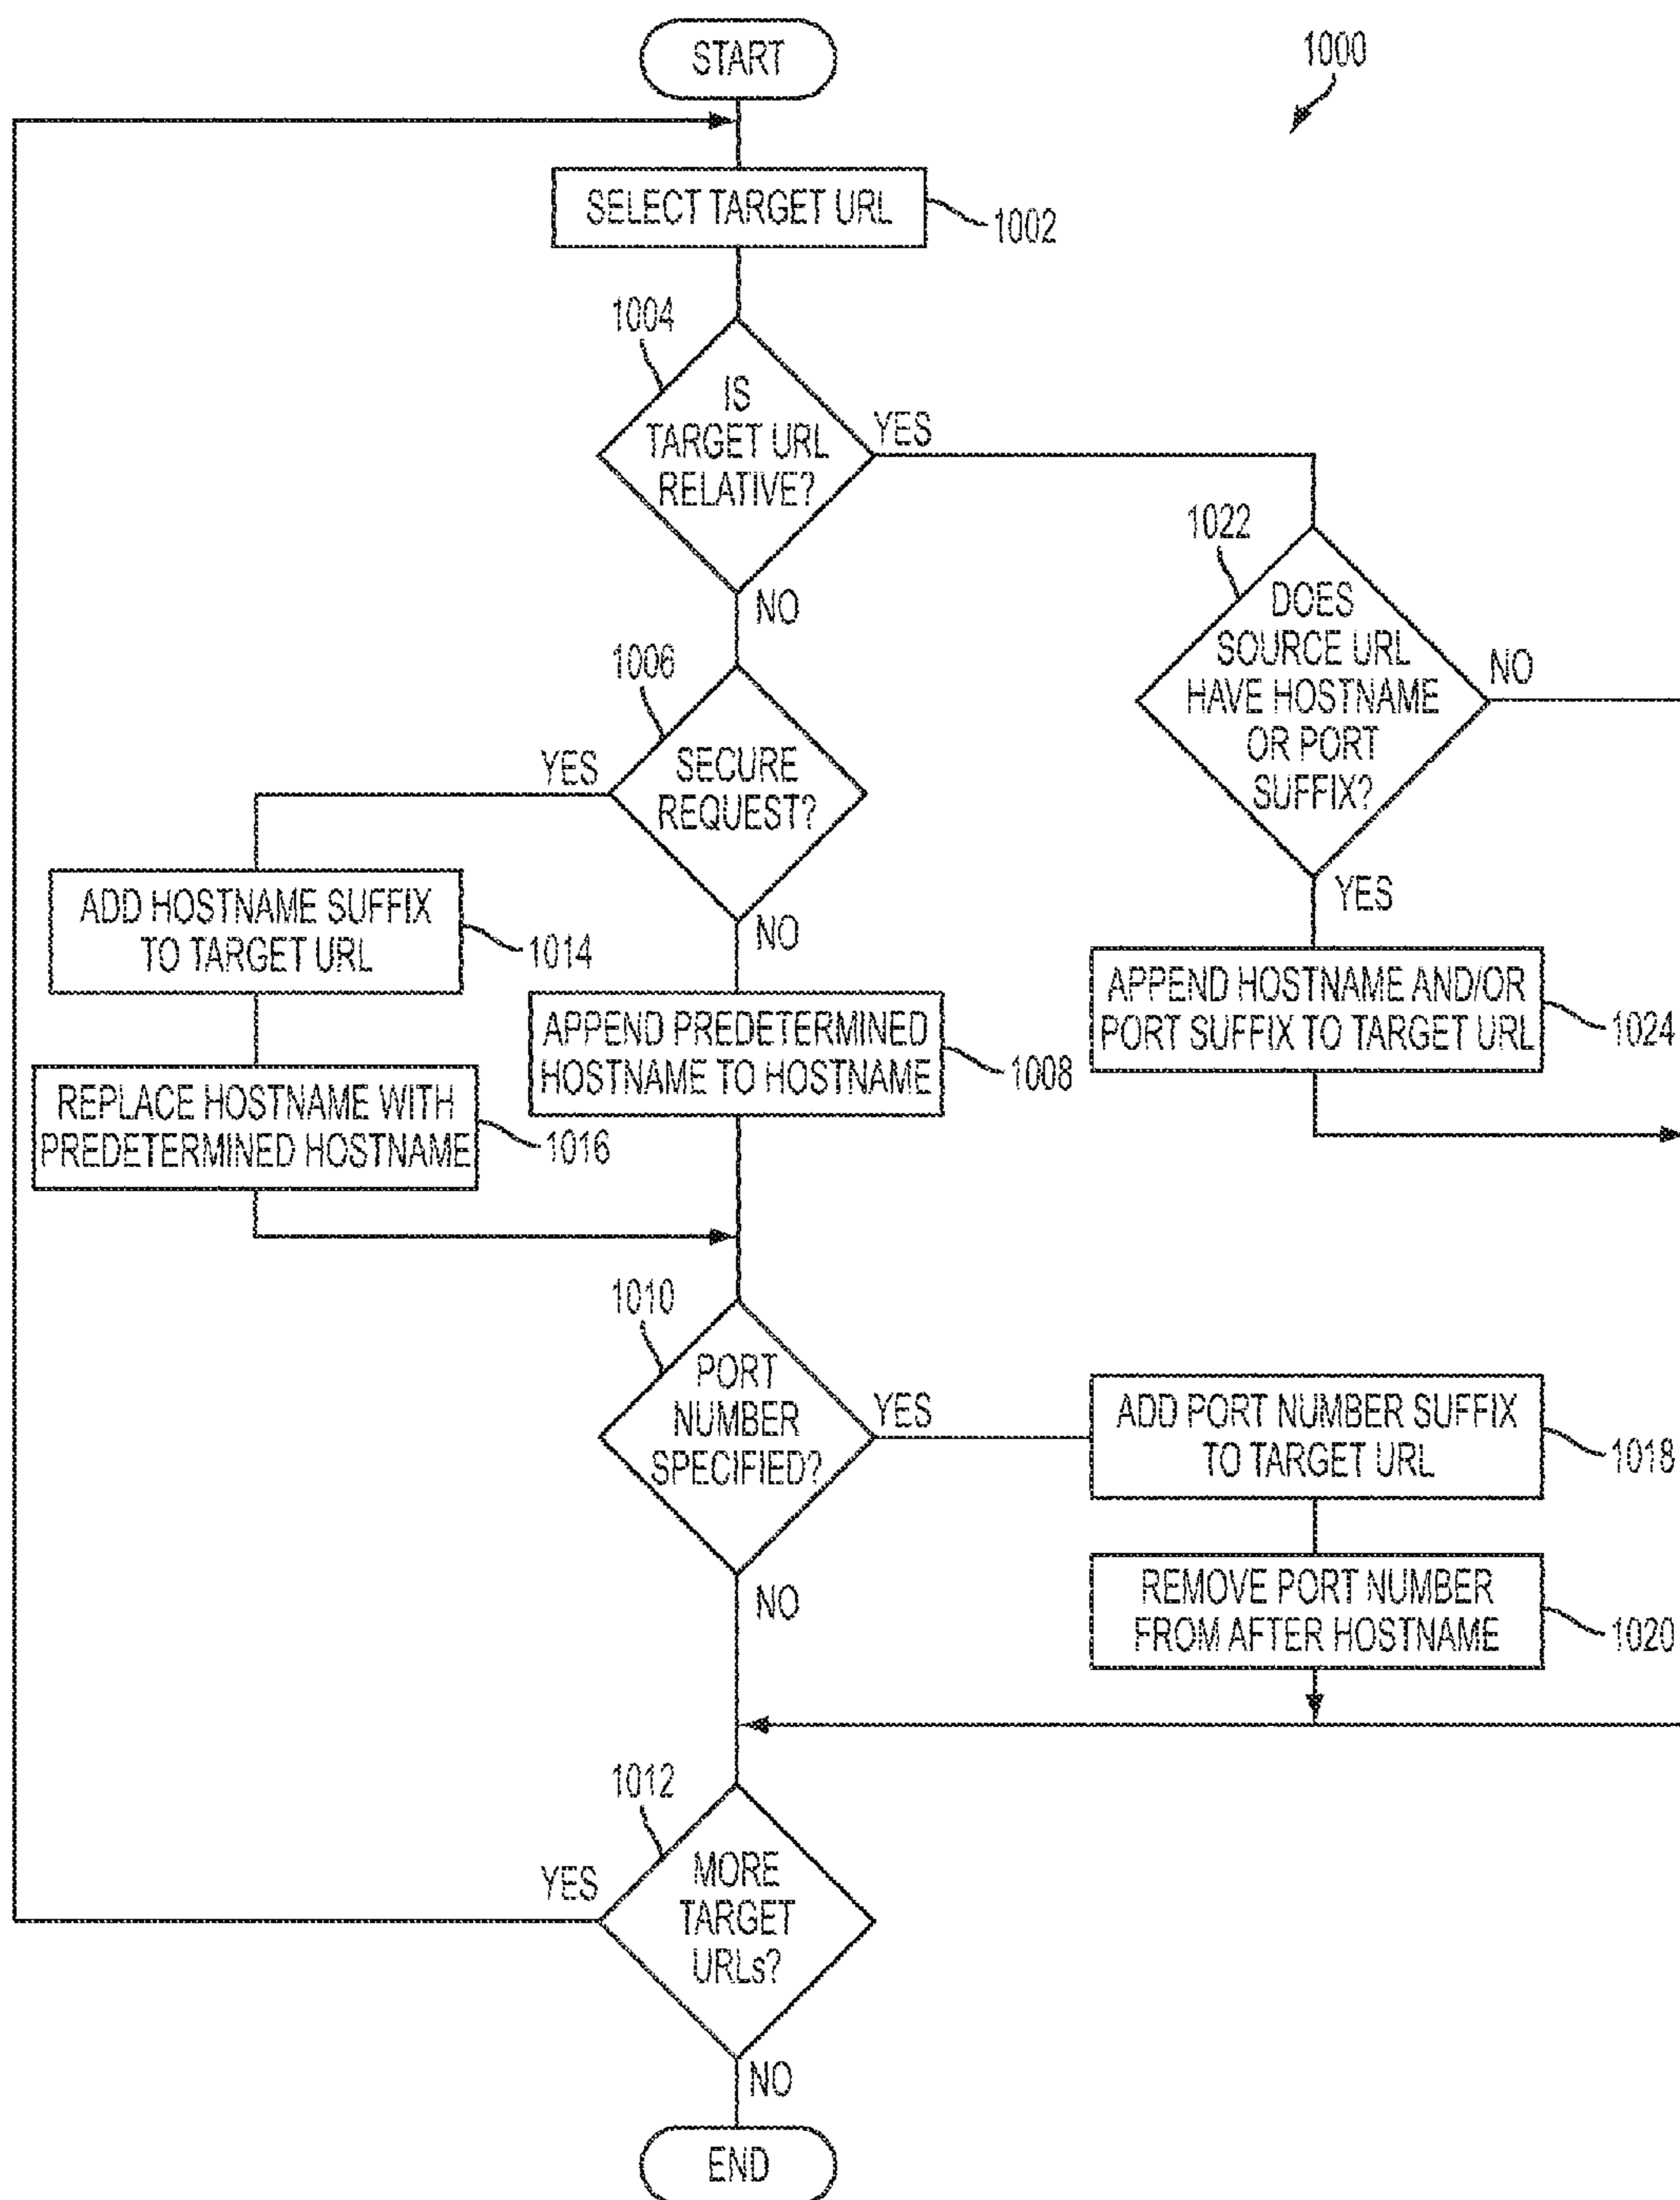 START
1000
SELECT TARGET URL
1002
1004
IS
TARGET URL
RELATIVE?
YES
NO
1022
DOES
SOURCE URL
HAVE HOSTNAME
OR PORT
SUFFIX?
NO
YES
1006
SECURE
REQUEST?
YES
NO
ADD HOSTNAME SUFFIX
TO TARGET URL
1014
APPEND PREDETERMINED
HOSTNAME TO HOSTNAME
1008
APPEND HOSTNAME AND/OR
PORT SUFFIX TO TARGET URL
1024
REPLACE HOSTNAME WITH
PREDETERMINED HOSTNAME
1016
1010
PORT
NUMBER
SPECIFIED?
YES
NO
ADD PORT NUMBER SUFFIX
TO TARGET URL
1018
REMOVE PORT NUMBER
FROM AFTER HOSTNAME
1020
1012
MORE
TARGET
URLs?
YES
NO
END